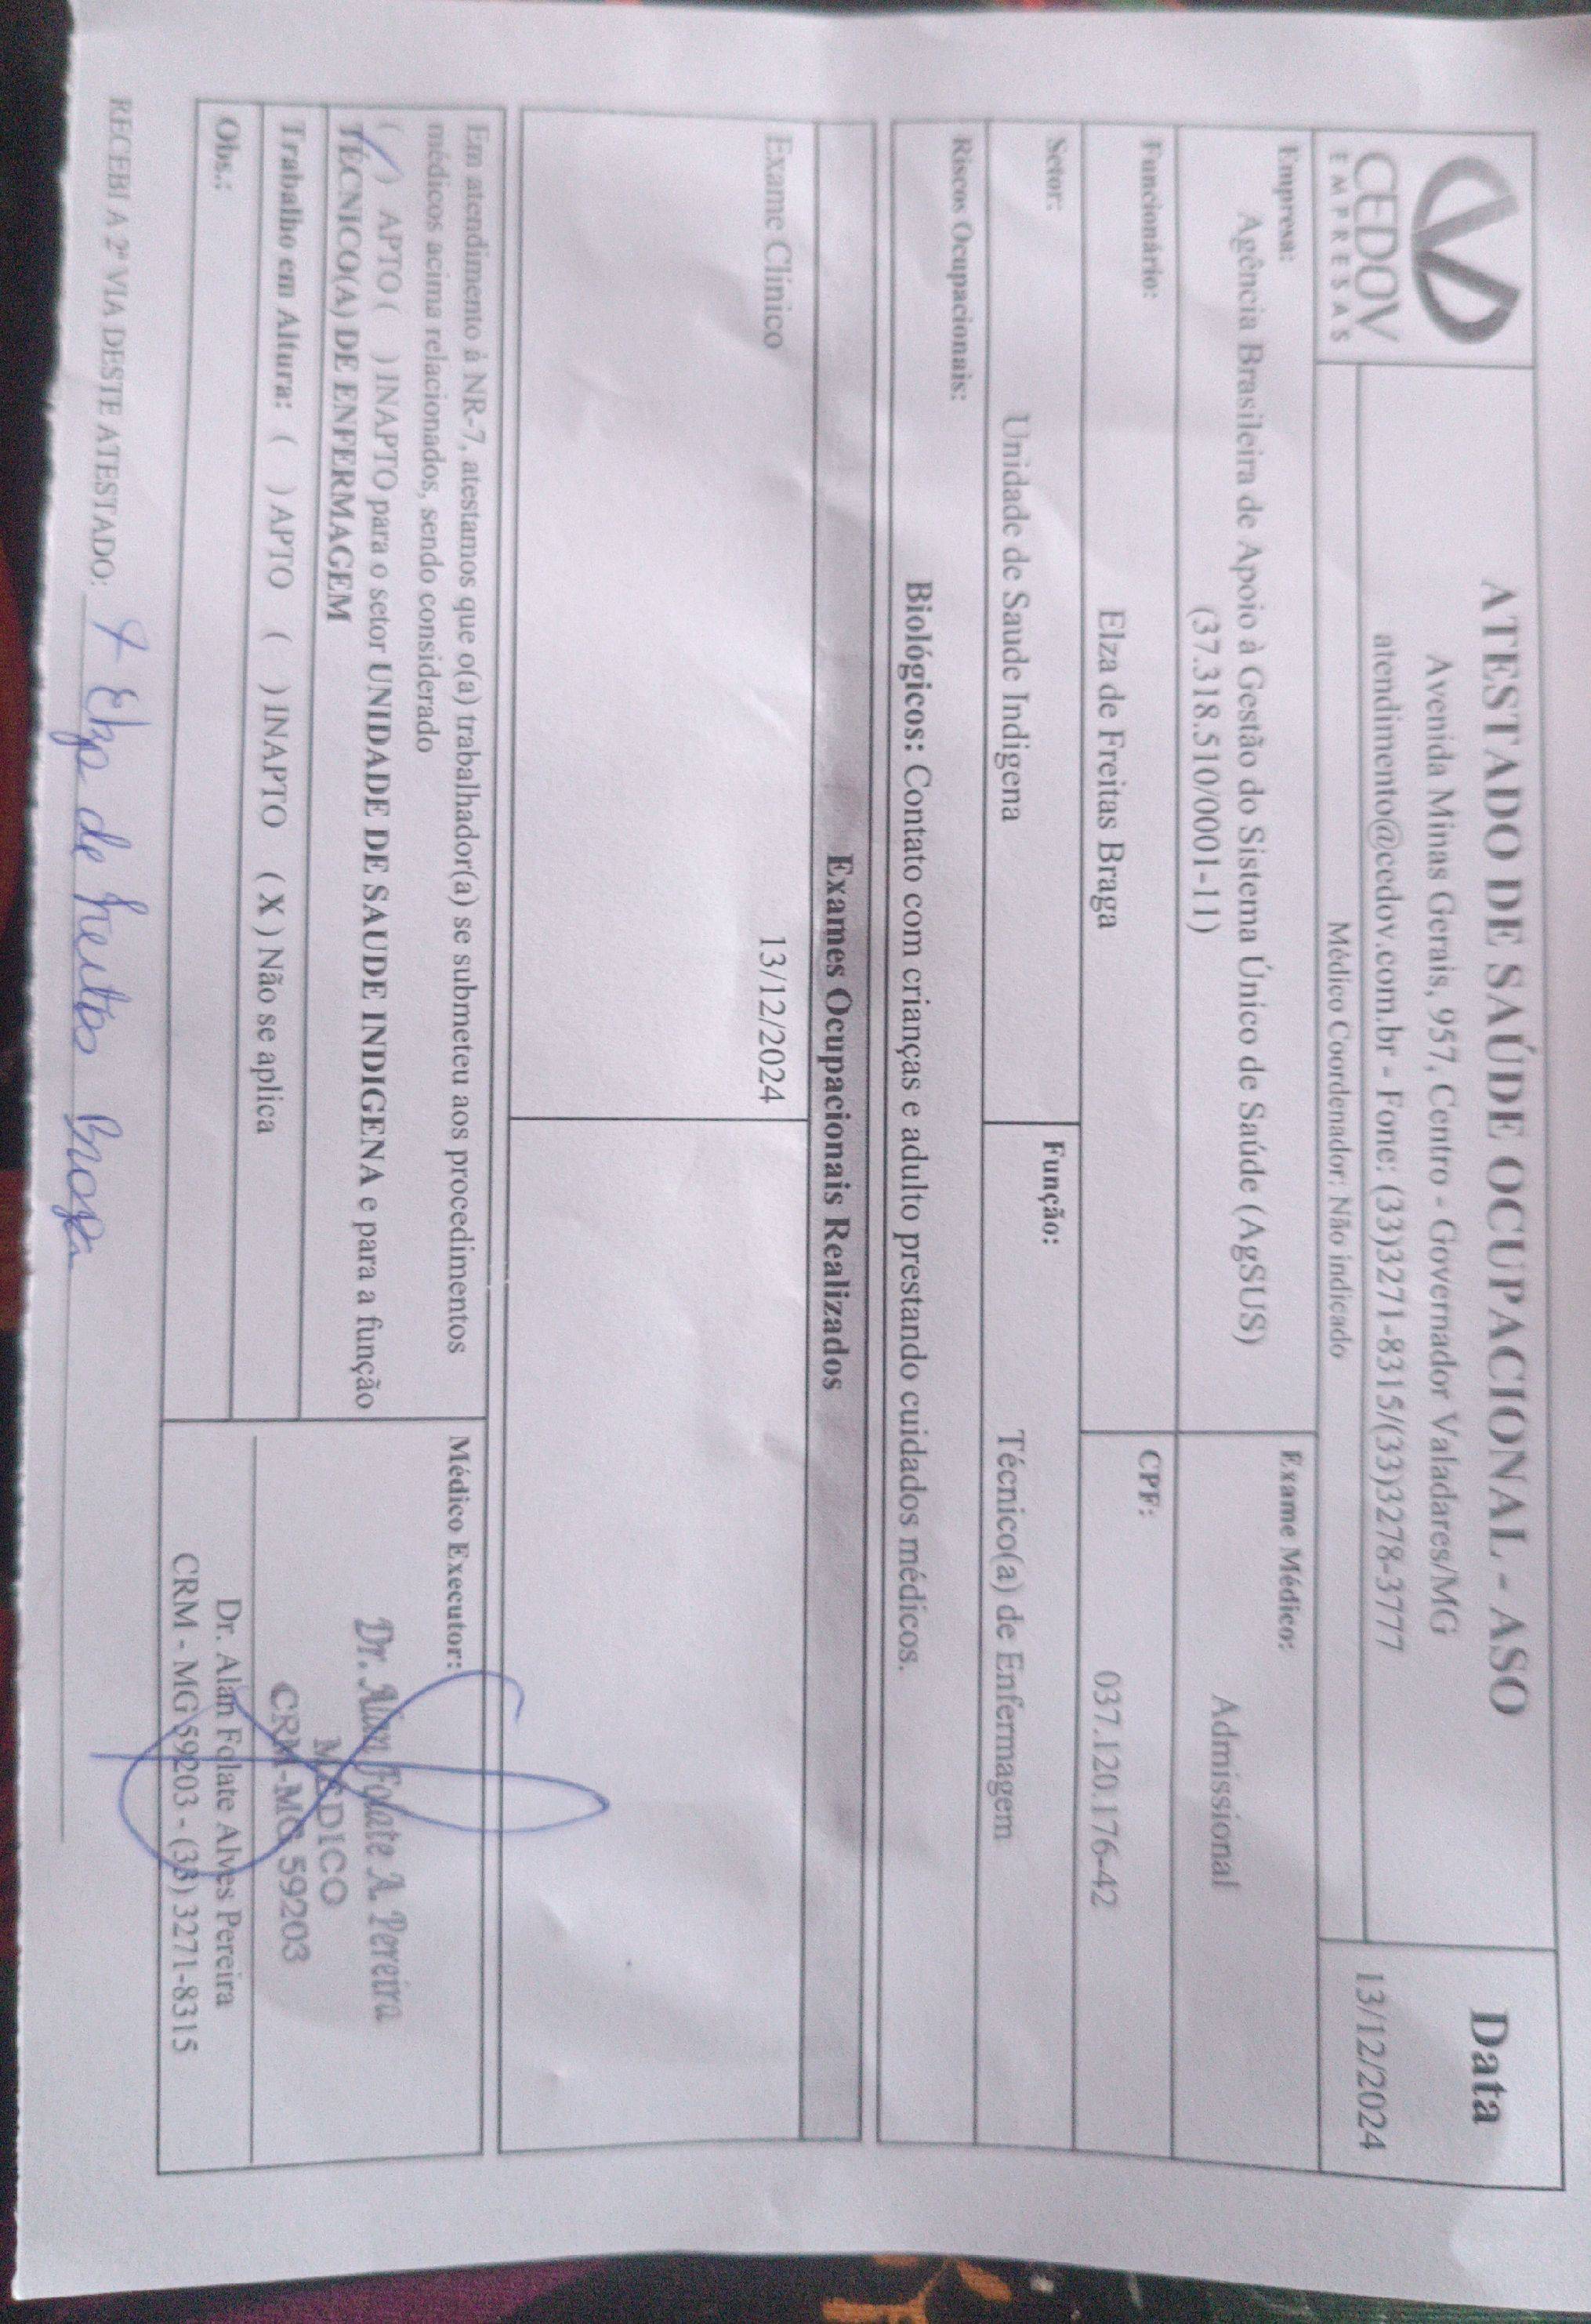 CEDOV
EMPRESAS
ATESTADO DE SAÚDE OCUPACIONAL - ASO
Avenida Minas Gerais, 957, Centro - Governador Valadares/MG
atendimento@cedov.com.br - Fone: (33)3271-8315/(33)3278-3777
Médico Coordenador: Não indicado
Data
13/12/2024
Empresa:
Agência Brasileira de Apoio à Gestão do Sistema Único de Saúde (AgSUS)
(37.318.510/0001-11)
Exame Médico:
Admissional
Funcionário:
Elza de Freitas Braga
CPF:
037.120.176-42
Setor:
Unidade de Saude Indigena
Função:
Técnico(a) de Enfermagem
Riscos Ocupacionais:
Biológicos: Contato com crianças e adulto prestando cuidados médicos.
Exames Ocupacionais Realizados
Exame Clínico 13/12/2024
Em atendimento à NR-7, atestamos que o(a) trabalhador(a) se submeteu aos procedimentos
médicos acima relacionados, sendo considerado
(/) APTO ( ) INAPTO para o setor UNIDADE DE SAUDE INDIGENA e para a função
TÉCNICO(A) DE ENFERMAGEM
Trabalho em Altura: ( ) APTO ( ) INAPTO ( X ) Não se aplica
Obs.:
Médico Executor:
Dr. Alan Folate A. Pereira
MÉDICO
CRM-MG 59203
Dr. Alan Folate Alves Pereira
CRM - MG 59203 - (33) 3271-8315
RECEBI A 2ª VIA DESTE ATESTADO: x Elza de Freitas Braga